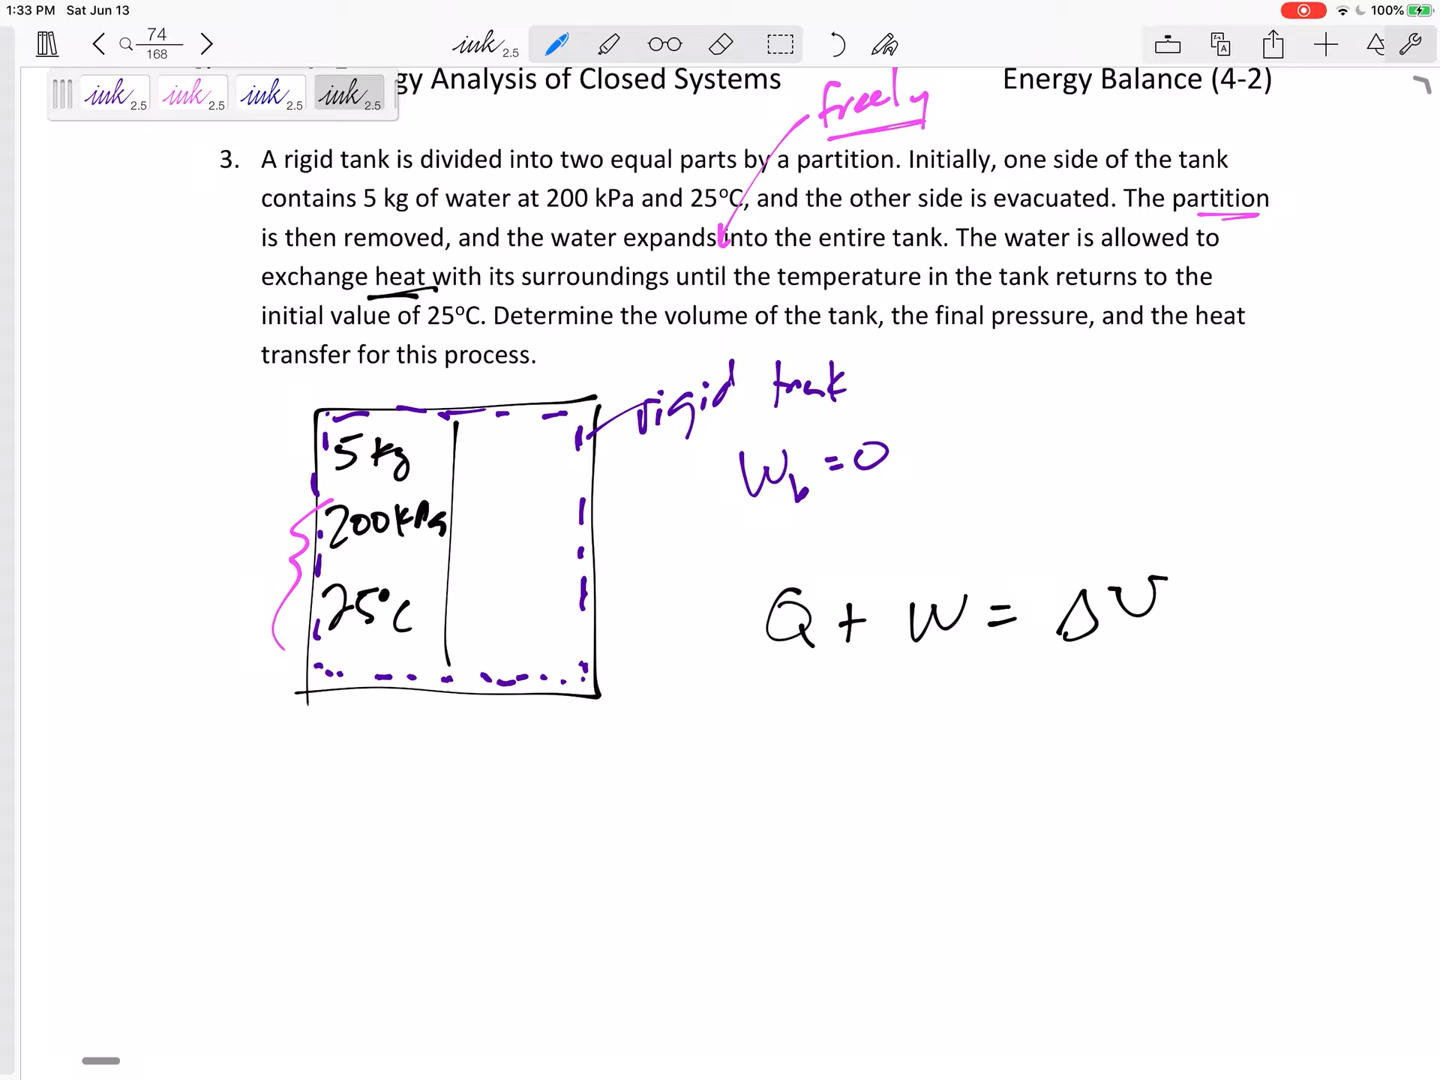 1:33 PM Sat Jun 13
100%
74
168
ink 2.5
ink 2.5
ink 2.5
ink 2.5
ink 2.5
gy Analysis of Closed Systems
Energy Balance (4-2)
freely
3. A rigid tank is divided into two equal parts by a partition. Initially, one side of the tank
contains 5 kg of water at 200 kPa and 25°C, and the other side is evacuated. The partition
is then removed, and the water expands into the entire tank. The water is allowed to
exchange heat with its surroundings until the temperature in the tank returns to the
initial value of 25°C. Determine the volume of the tank, the final pressure, and the heat
transfer for this process.
rigid tank
5 kg
W_b = 0
200 kPa
25°C
Q + W = ΔU